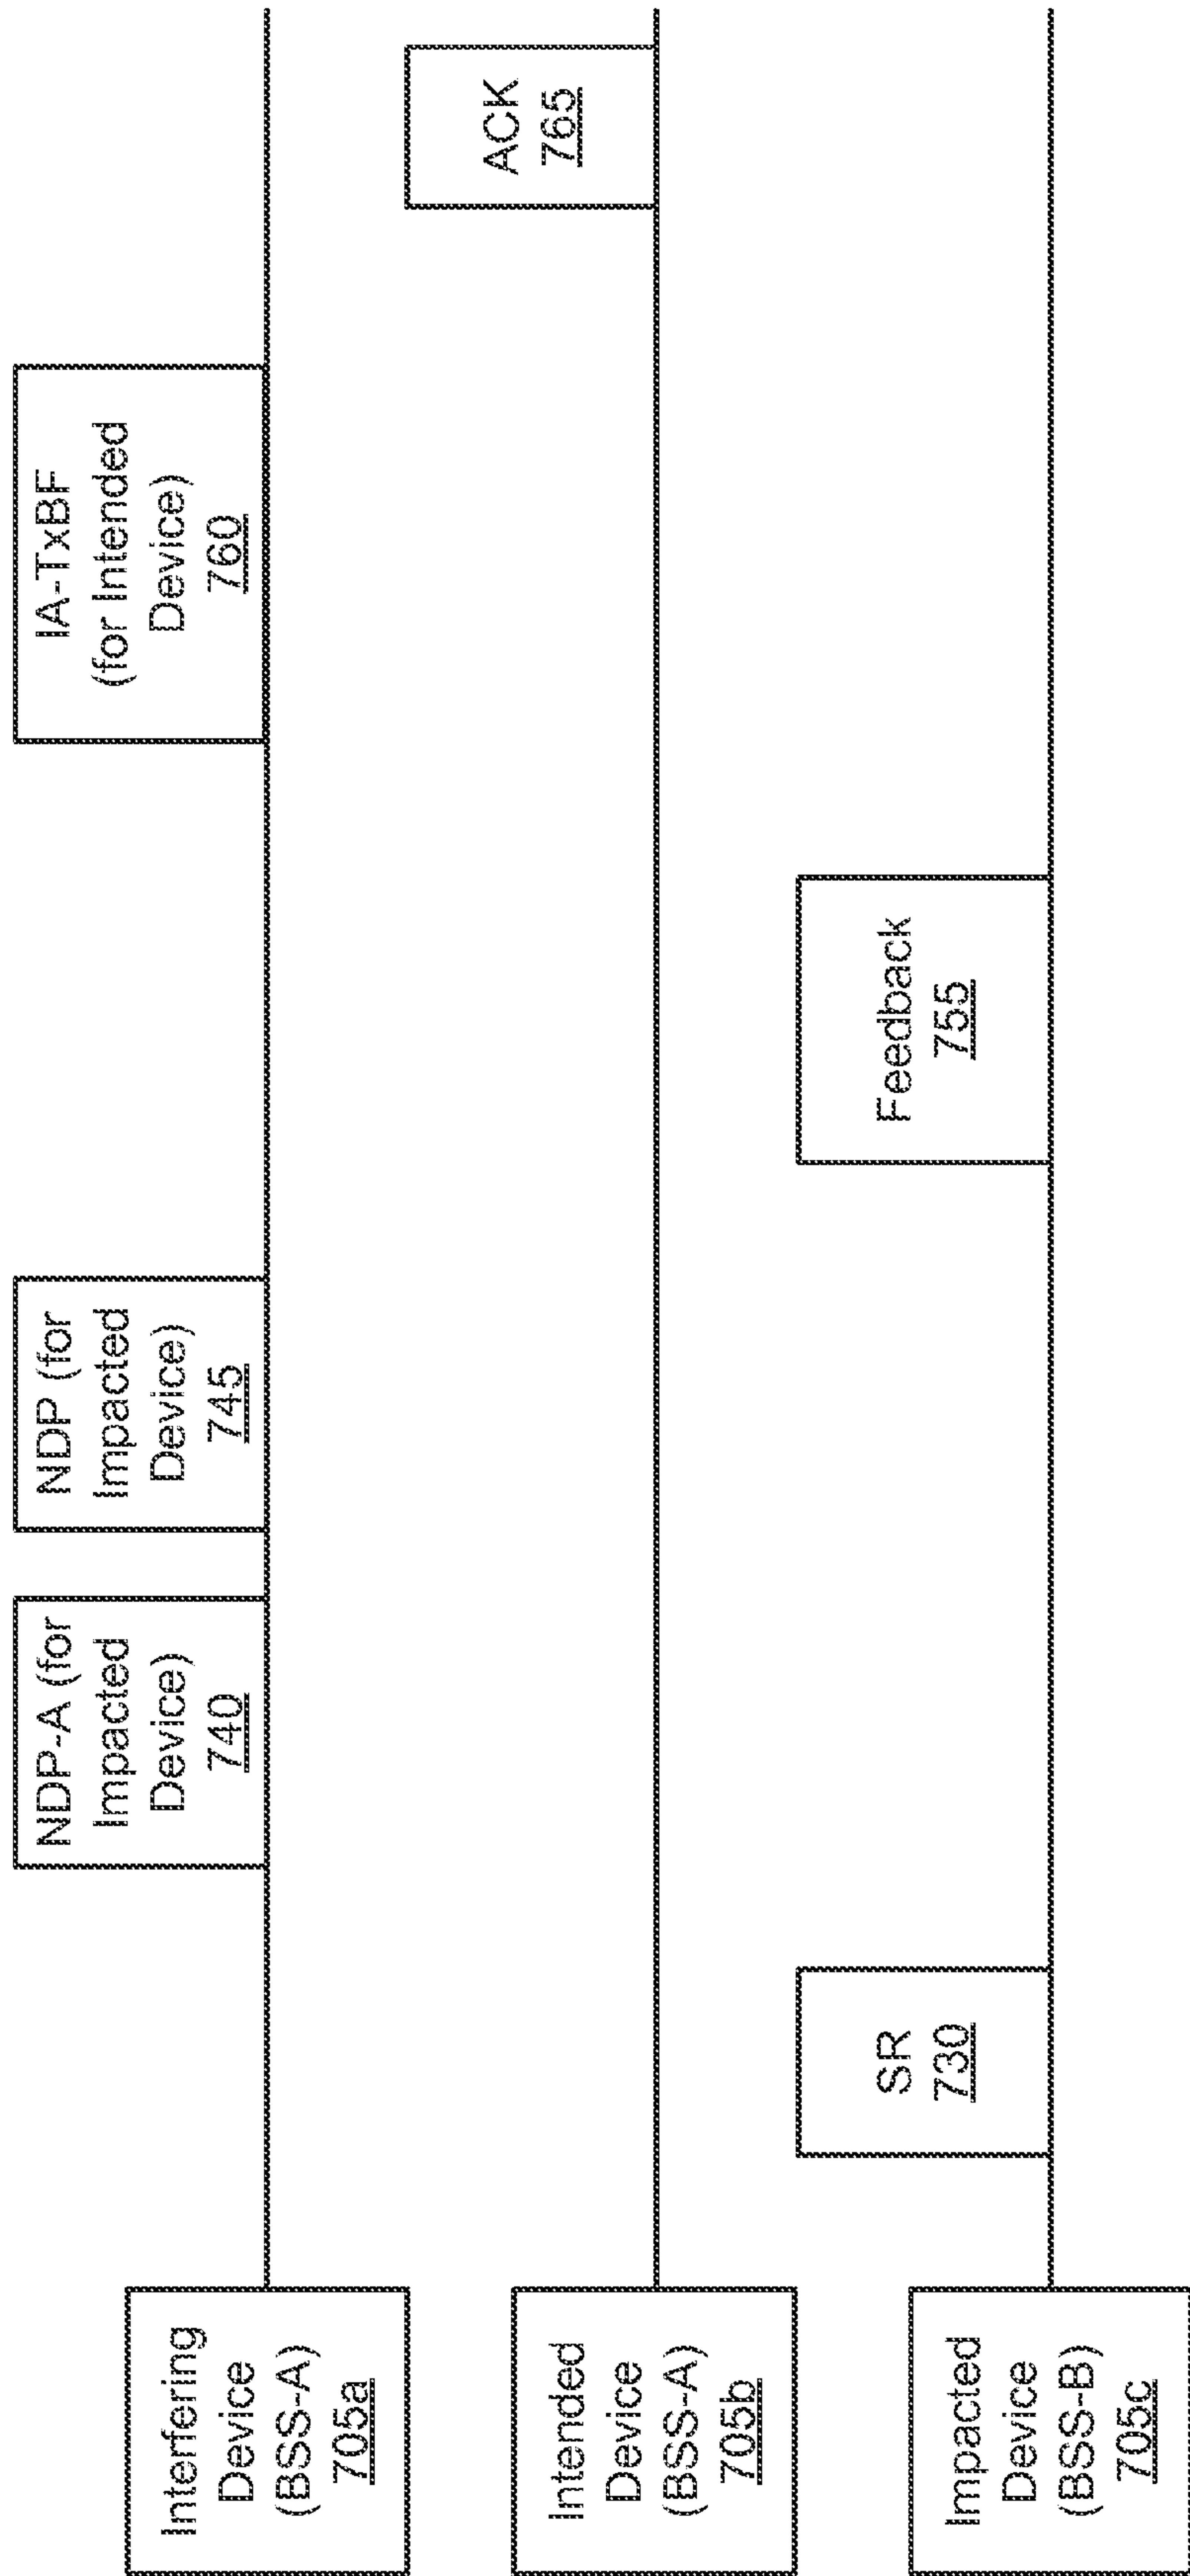 Interfering
Device
(BSS-A)
705a
NDP-A (for
Impacted
Device)
740
NDP (for
Impacted
Device)
745
IA-TxBF
(for Intended
Device)
760
Intended
Device
(BSS-A)
705b
ACK
765
Impacted
Device
(BSS-B)
705c
SR
730
Feedback
755